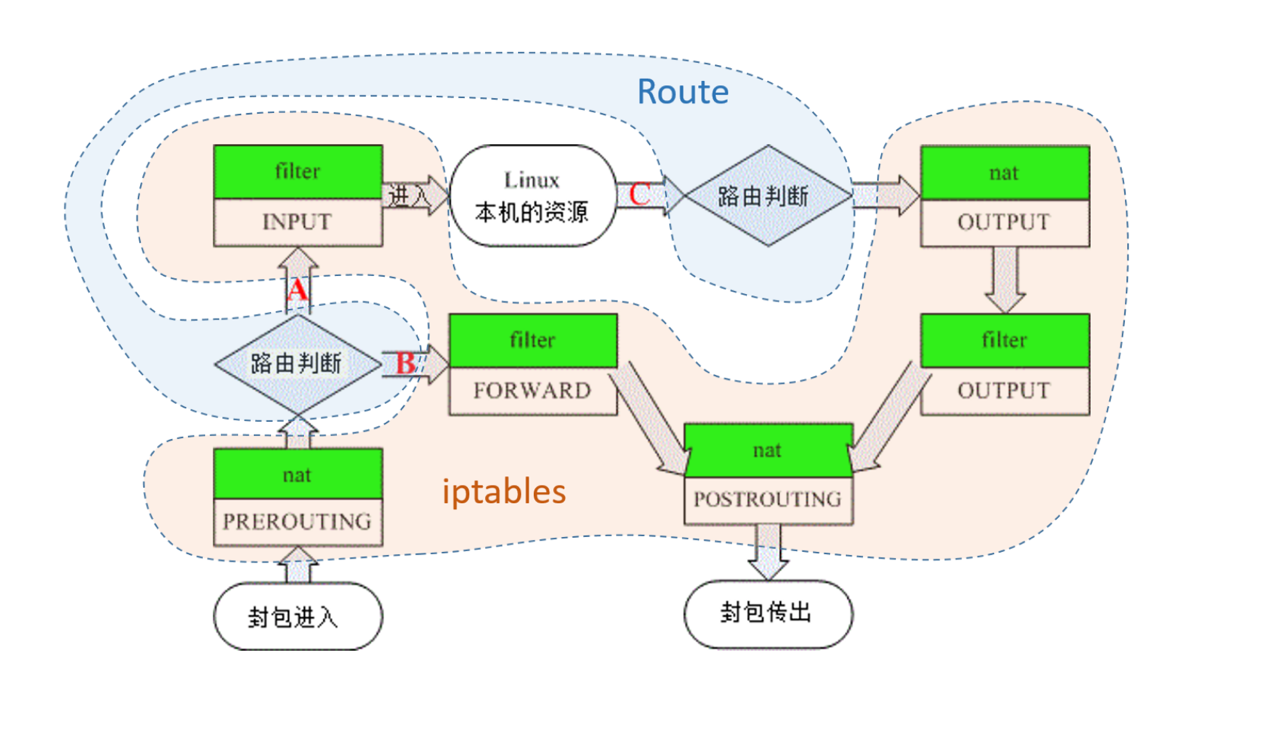 Route
filter
INPUT
进入
Linux
本机的资源
C
路由判断
nat
OUTPUT
A
路由判断
B
filter
FORWARD
filter
OUTPUT
nat
PREROUTING
iptables
nat
POSTROUTING
封包进入
封包传出